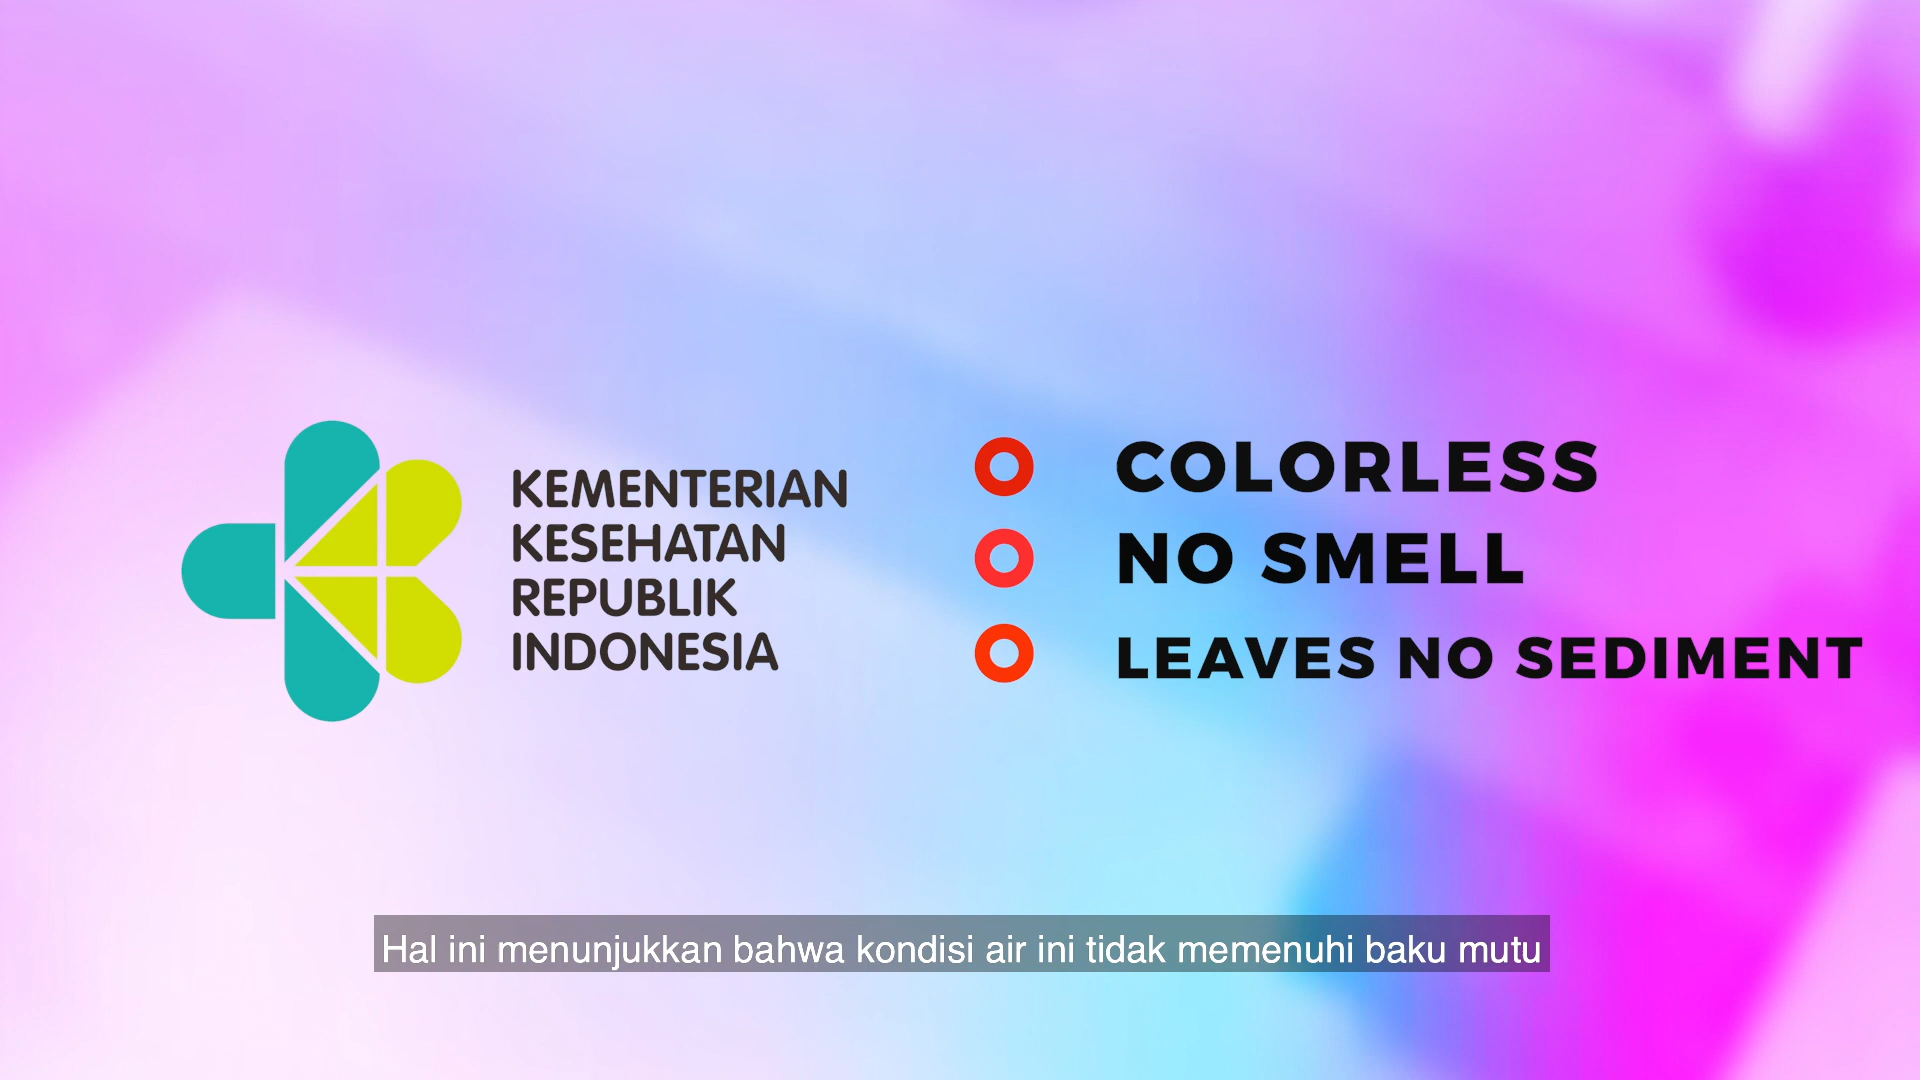 KEMENTERIAN
KESEHATAN
REPUBLIK
INDONESIA
COLORLESS
NO SMELL
LEAVES NO SEDIMENT
Hal ini menunjukkan bahwa kondisi air ini tidak memenuhi baku mutu